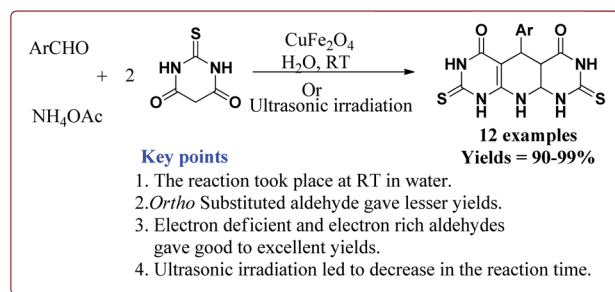 ArCHO
+ 2
NH4OAc
S
HN NH
O O
CuFe2O4
H2O, RT
Or
Ultrasonic irradiation
O Ar O
HN NH
S N H N H N H S
12 examples
Yields = 90-99%
Key points
1. The reaction took place at RT in water.
2.Ortho Substituted aldehyde gave lesser yields.
3. Electron deficient and electron rich aldehydes
gave good to excellent yields.
4. Ultrasonic irradiation led to decrease in the reaction time.